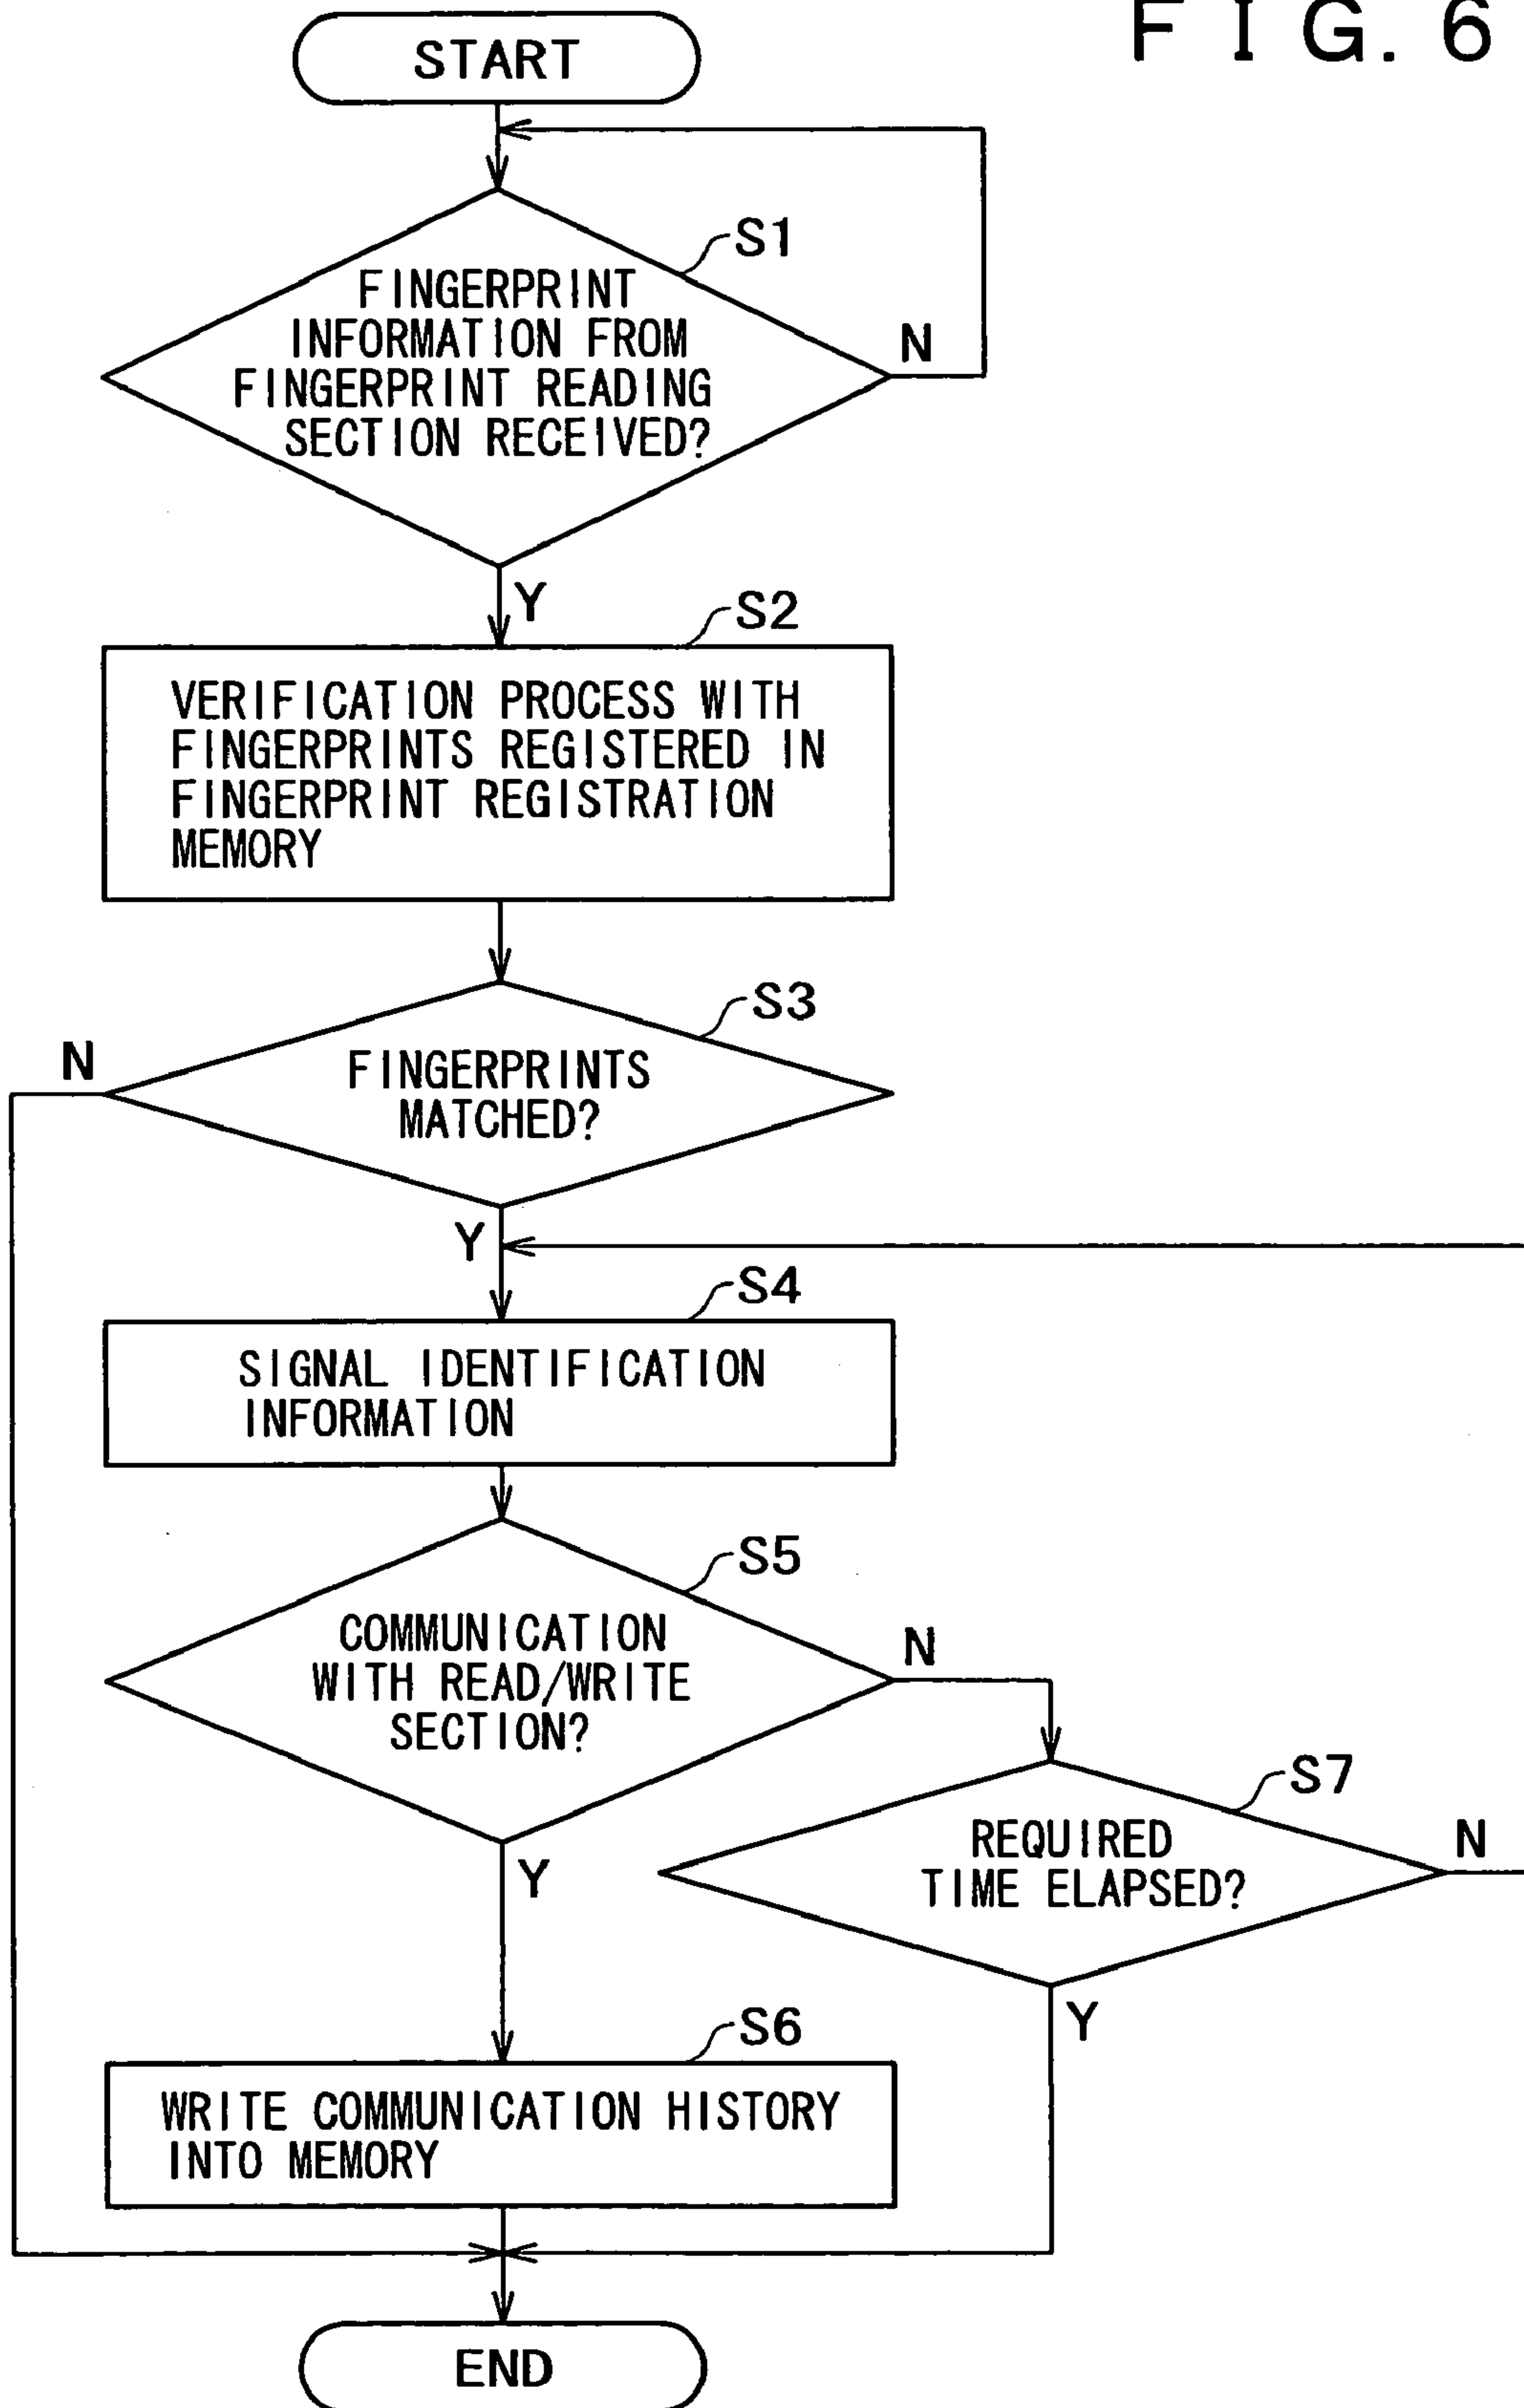 FIG. 6
START
S1
FINGERPRINT
INFORMATION FROM
FINGERPRINT READING
SECTION RECEIVED?
N
Y
S2
VERIFICATION PROCESS WITH
FINGERPRINTS REGISTERED IN
FINGERPRINT REGISTRATION
MEMORY
S3
N
FINGERPRINTS
MATCHED?
Y
S4
SIGNAL IDENTIFICATION
INFORMATION
S5
COMMUNICATION
WITH READ/WRITE
SECTION?
N
Y
S7
REQUIRED
TIME ELAPSED?
N
Y
S6
WRITE COMMUNICATION HISTORY
INTO MEMORY
END